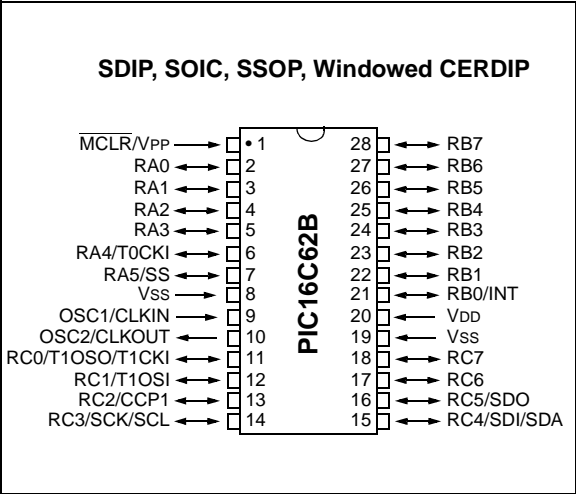 SDIP, SOIC, SSOP, Windowed CERDIP
MCLR/VPP • 1 28 RB7
RA0 2 27 RB6
RA1 3 26 RB5
RA2 4 25 RB4
RA3 5 24 RB3
RA4/T0CKI 6 23 RB2
RA5/SS 7 22 RB1
VSS 8 21 RB0/INT
OSC1/CLKIN 9 20 VDD
OSC2/CLKOUT 10 19 VSS
RC0/T1OSO/T1CKI 11 18 RC7
RC1/T1OSI 12 17 RC6
RC2/CCP1 13 16 RC5/SDO
RC3/SCK/SCL 14 15 RC4/SDI/SDA
PIC16C62B